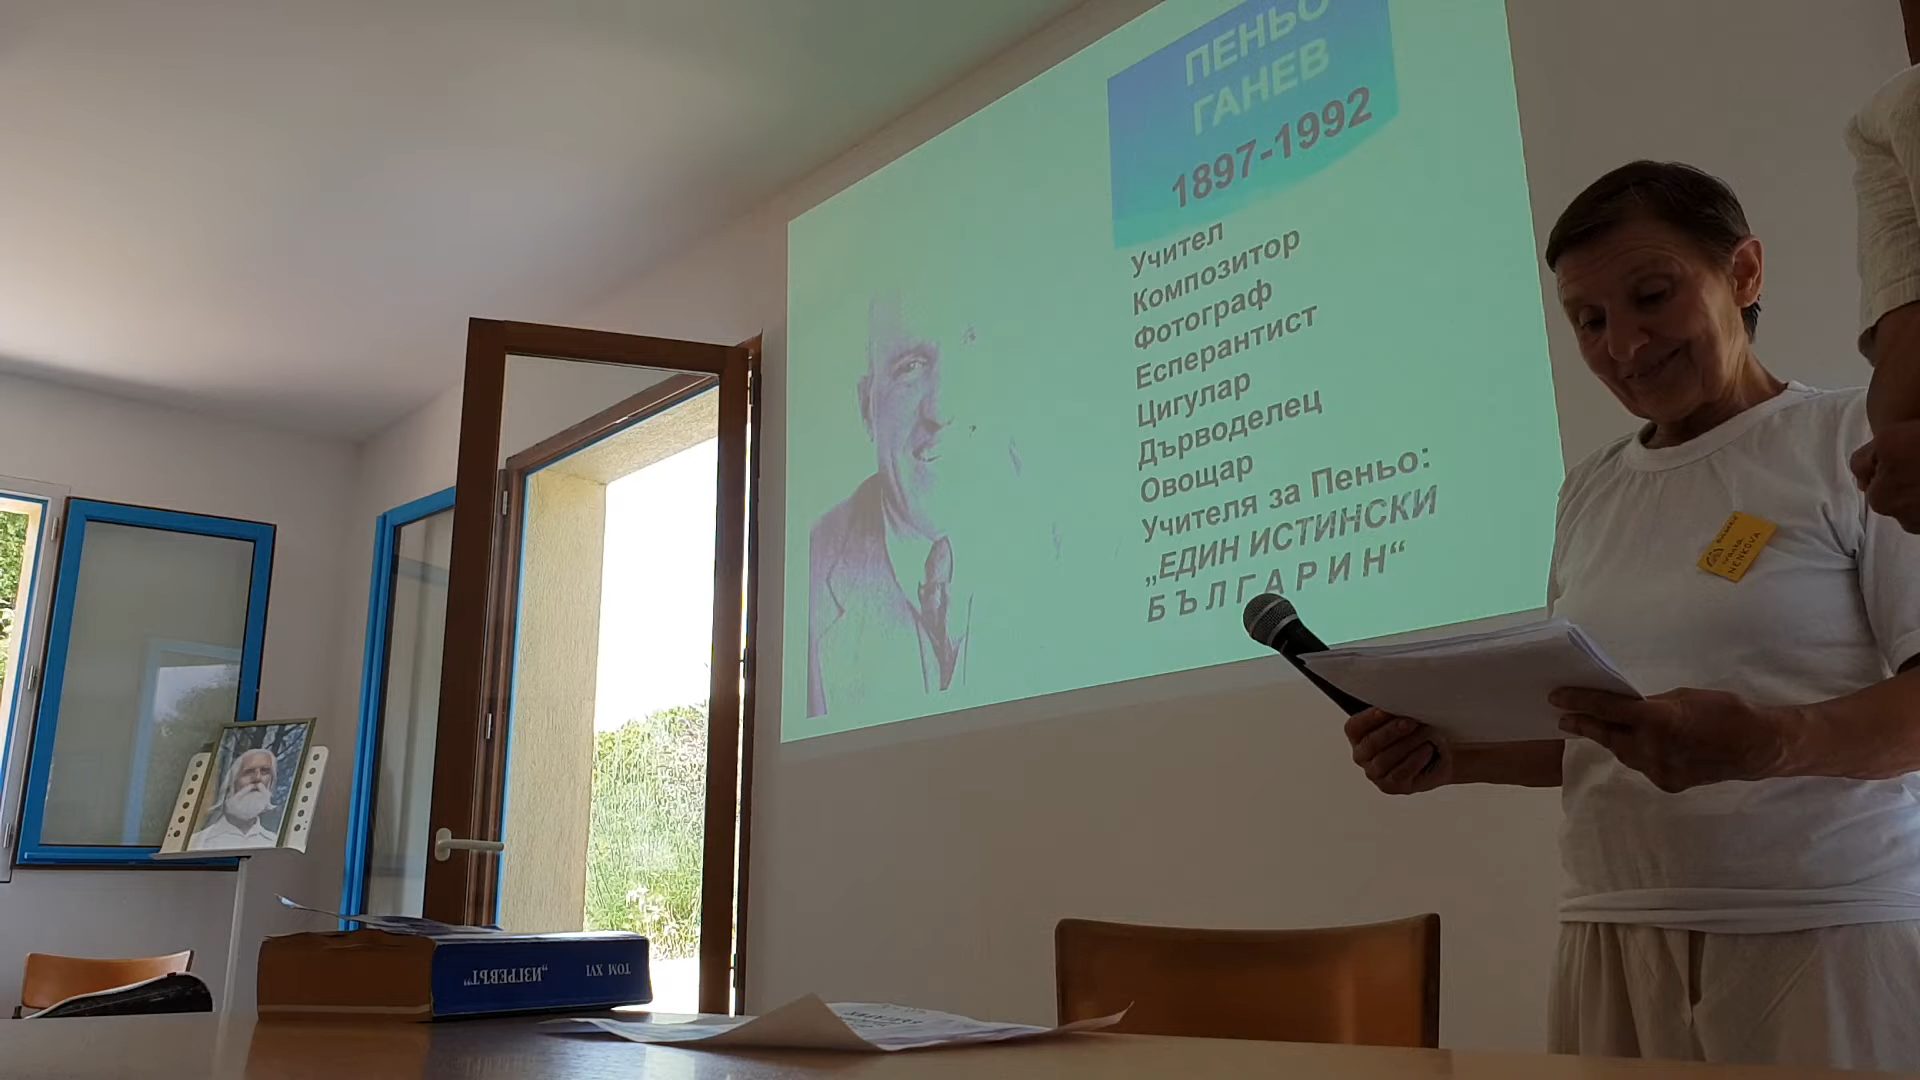 ПЕНЬО
ГАНЕВ
1897-1992
Учител
Композитор
Фотограф
Есперантист
Цигулар
Дърводелец
Овощар
Учителя за Пеньо:
„ЕДИН ИСТИНСКИ
БЪЛГАРИН“
NENKOVA
"ИЗГРЕВЪТ" ТОМ XVI